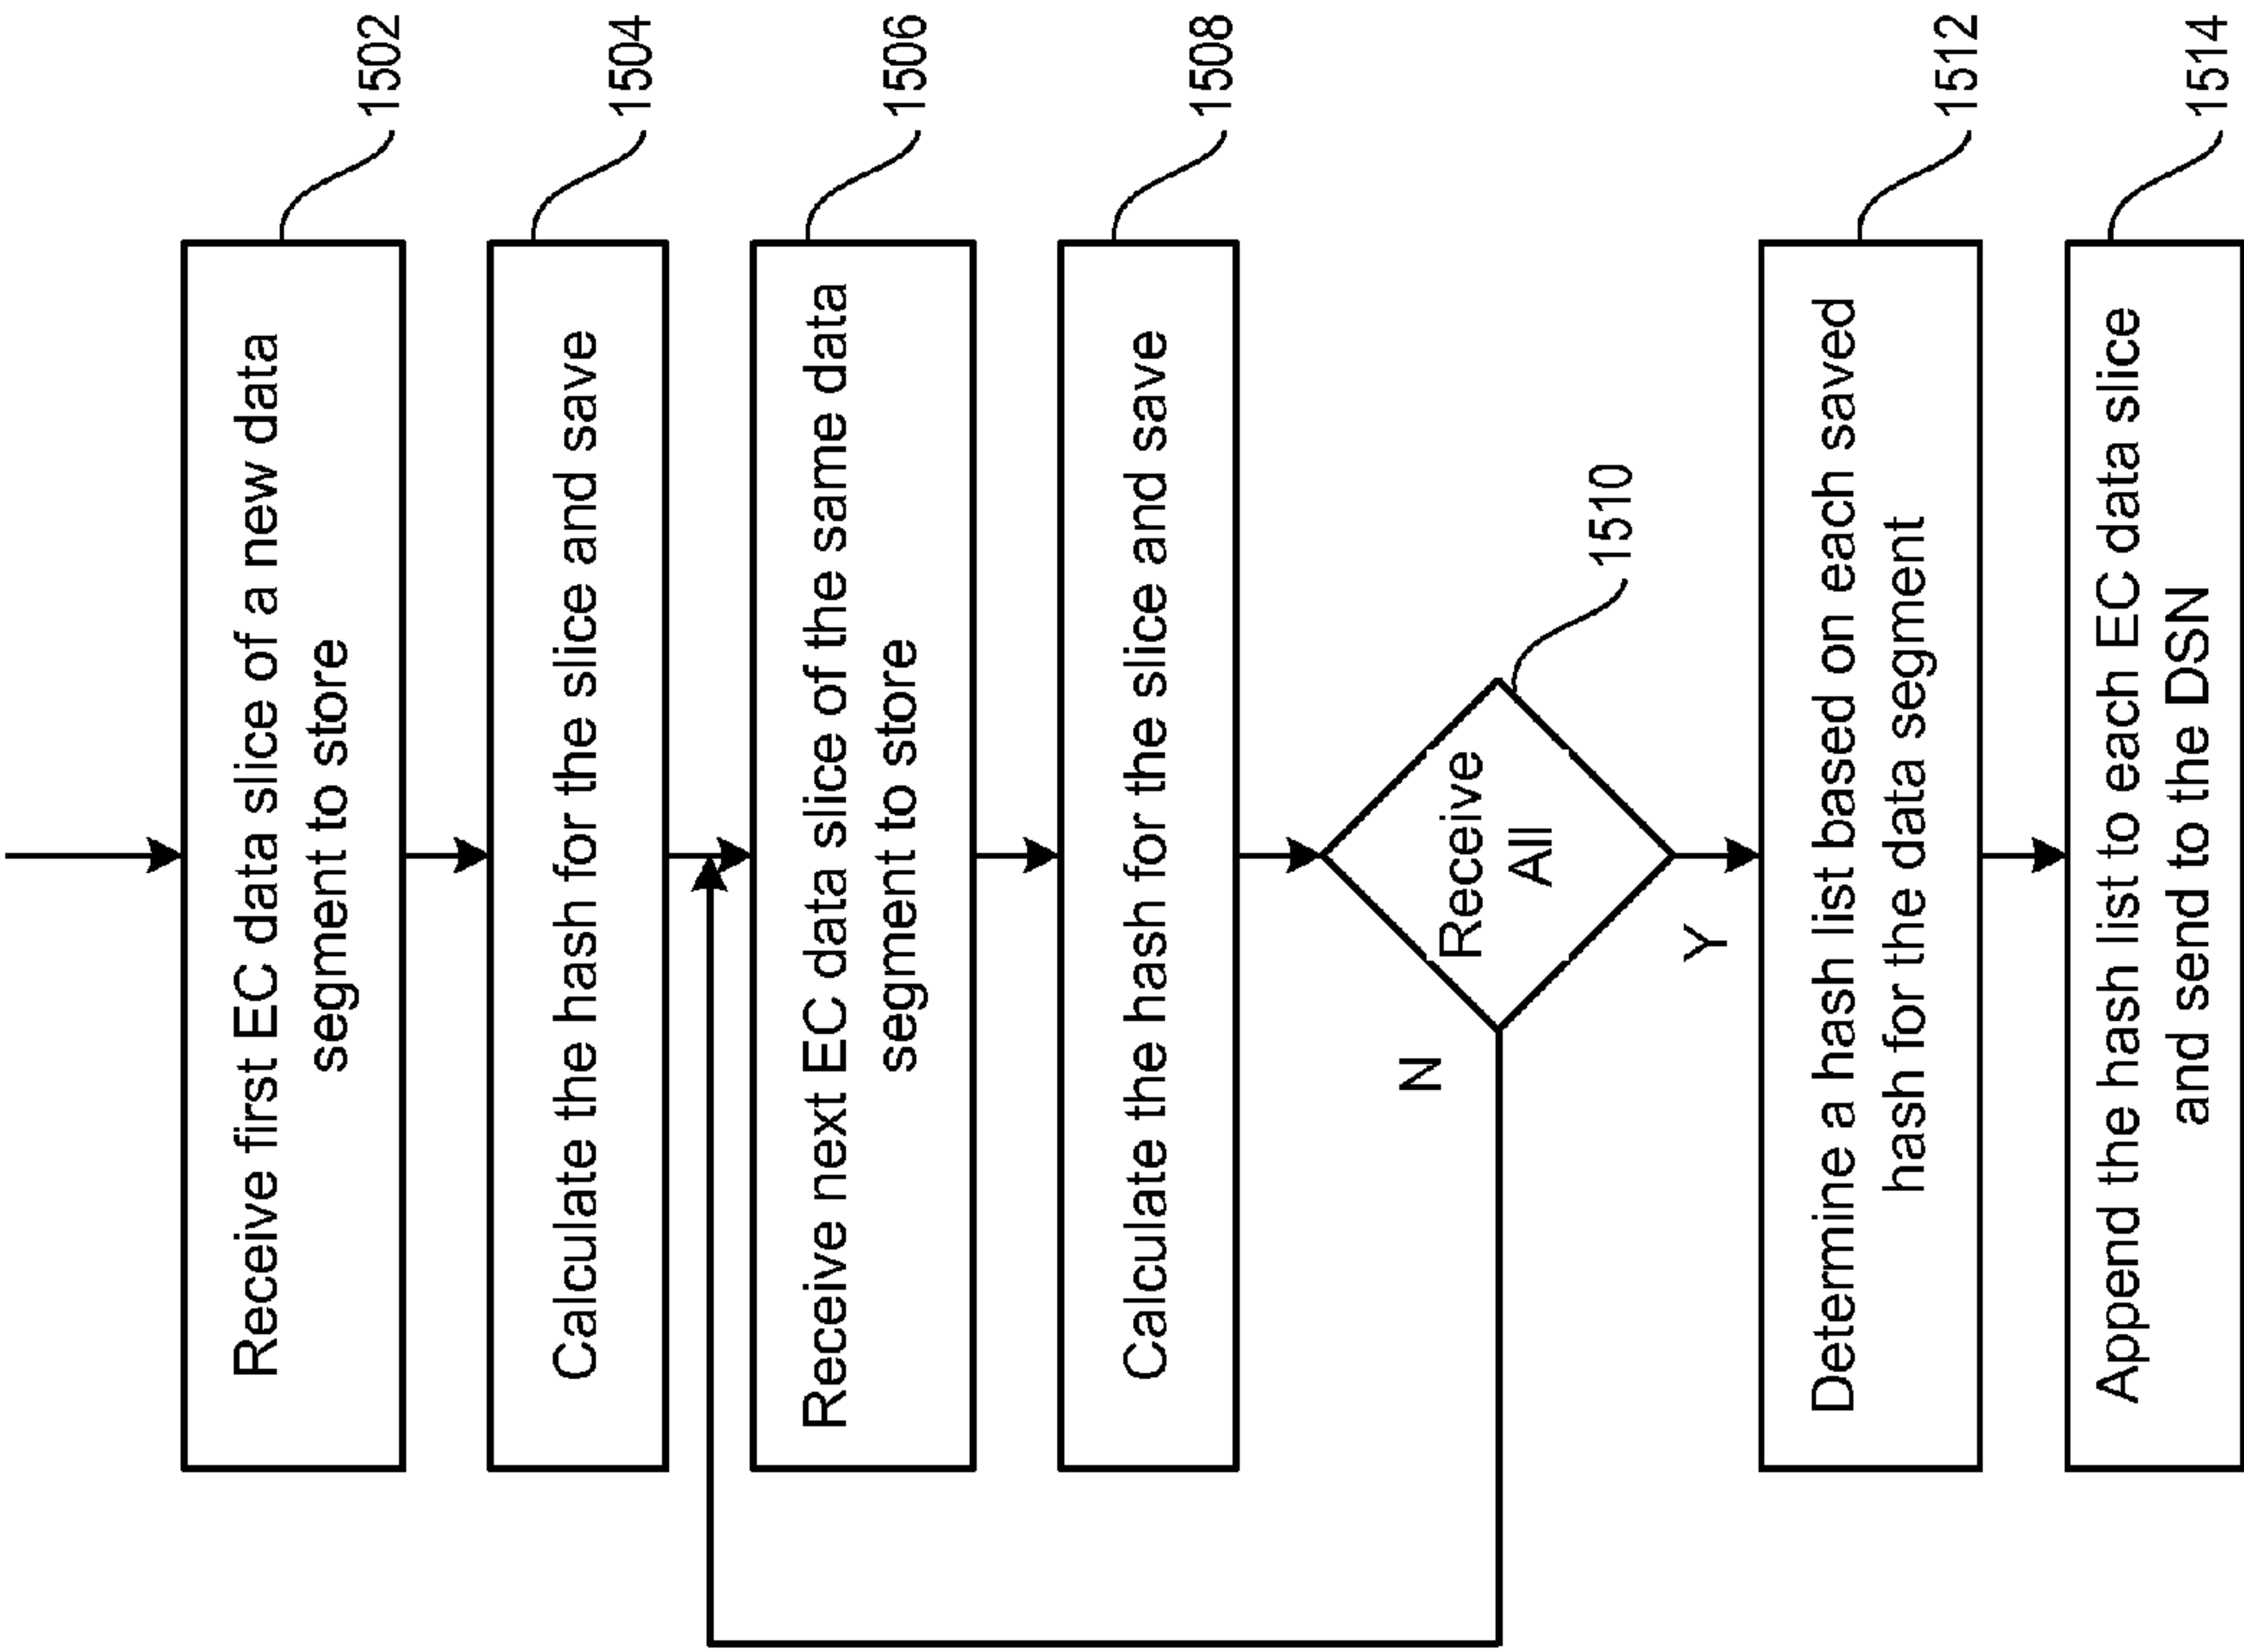 Receive first EC data slice of a new data
segment to store
1502
Calculate the hash for the slice and save
1504
Receive next EC data slice of the same data
segment to store
1506
Calculate the hash for the slice and save
1508
Receive
All
1510
N
Y
Determine a hash list based on each saved
hash for the data segment
1512
Append the hash list to each EC data slice
and send to the DSN
1514